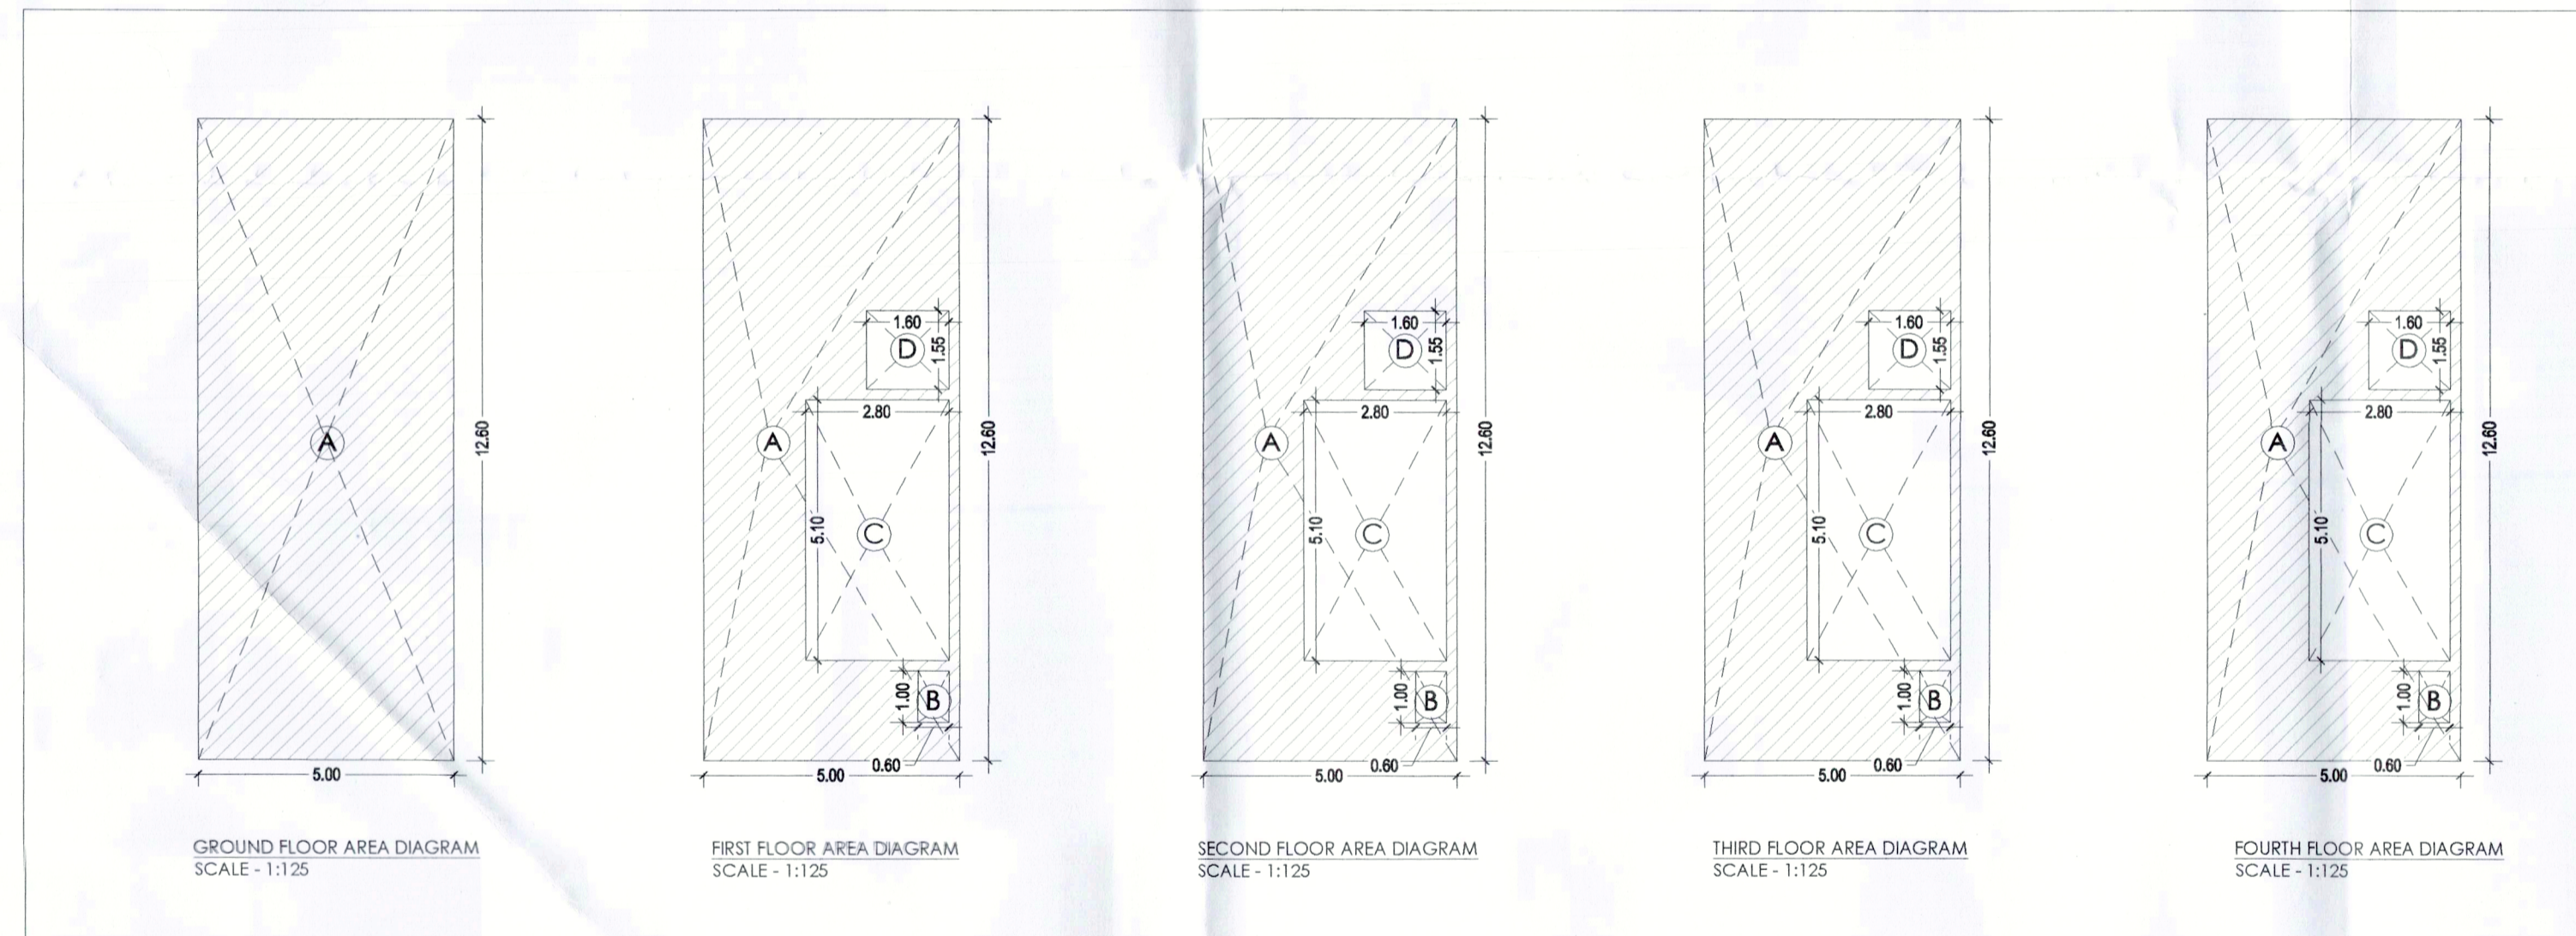 A
12.60
5.00
GROUND FLOOR AREA DIAGRAM
SCALE - 1:125
1.60
D
1.55
2.80
A
12.60
5.10
C
1.00
B
0.60
5.00
FIRST FLOOR AREA DIAGRAM
SCALE - 1:125
1.60
D
1.55
2.80
A
12.60
5.10
C
1.00
B
0.60
5.00
SECOND FLOOR AREA DIAGRAM
SCALE - 1:125
1.60
D
1.55
2.80
A
12.60
5.10
C
1.00
B
0.60
5.00
THIRD FLOOR AREA DIAGRAM
SCALE - 1:125
1.60
D
1.55
2.80
A
12.60
5.10
C
1.00
B
0.60
5.00
FOURTH FLOOR AREA DIAGRAM
SCALE - 1:125